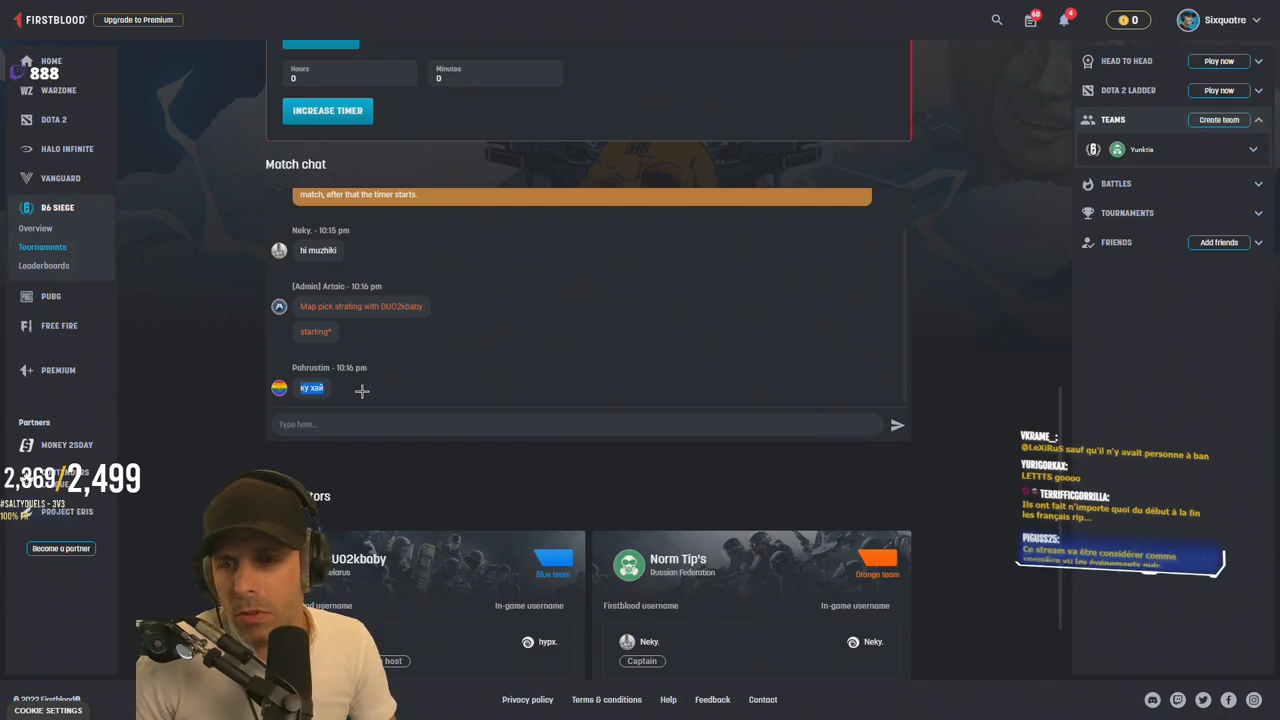 FIRSTBLOOD
Upgrade to Premium
68
4
0
Sixquatre
HOME
888
WARZONE
DOTA 2
HALO INFINITE
VANGUARD
R6 SIEGE
Overview
Tournaments
Leaderboards
PUBG
FREE FIRE
PREMIUM
Partners
MONEY 2SDAY
2,369/2,499
#SALTYDUELS - 3V3
PROJECT ERIS
Become a partner
© 2022 Firstblood®
COOKIE SETTINGS
Hours
0
Minutes
0
INCREASE TIMER
Match chat
match, after that the timer starts.
Neky. - 10:15 pm
hi muzhiki
[Admin] Artaic - 10:16 pm
Map pick strating with DUO2kbaby
starting*
Pahrustim - 10:16 pm
ку хай
Type here...
UO2kbaby
elarus
Blue team
Norm Tip's
Russian Federation
Orange team
username
In-game username
Firstblood username
In-game username
hypx.
host
Neky.
Captain
Neky.
Privacy policy
Terms & conditions
Help
Feedback
Contact
HEAD TO HEAD
Play now
DOTA 2 LADDER
Play now
TEAMS
Create team
Yunktis
BATTLES
TOURNAMENTS
FRIENDS
Add friends
VKRAME_:
@LeXiRuS sauf qu'il n'y avait personne à ban
YURIGORKAX:
LETTTS goooo
TERRIFFICGORRILLA:
Ils ont fait n'importe quoi du début à la fin
les français rip...
PIGUSS25:
Ce stream va être considérer comme